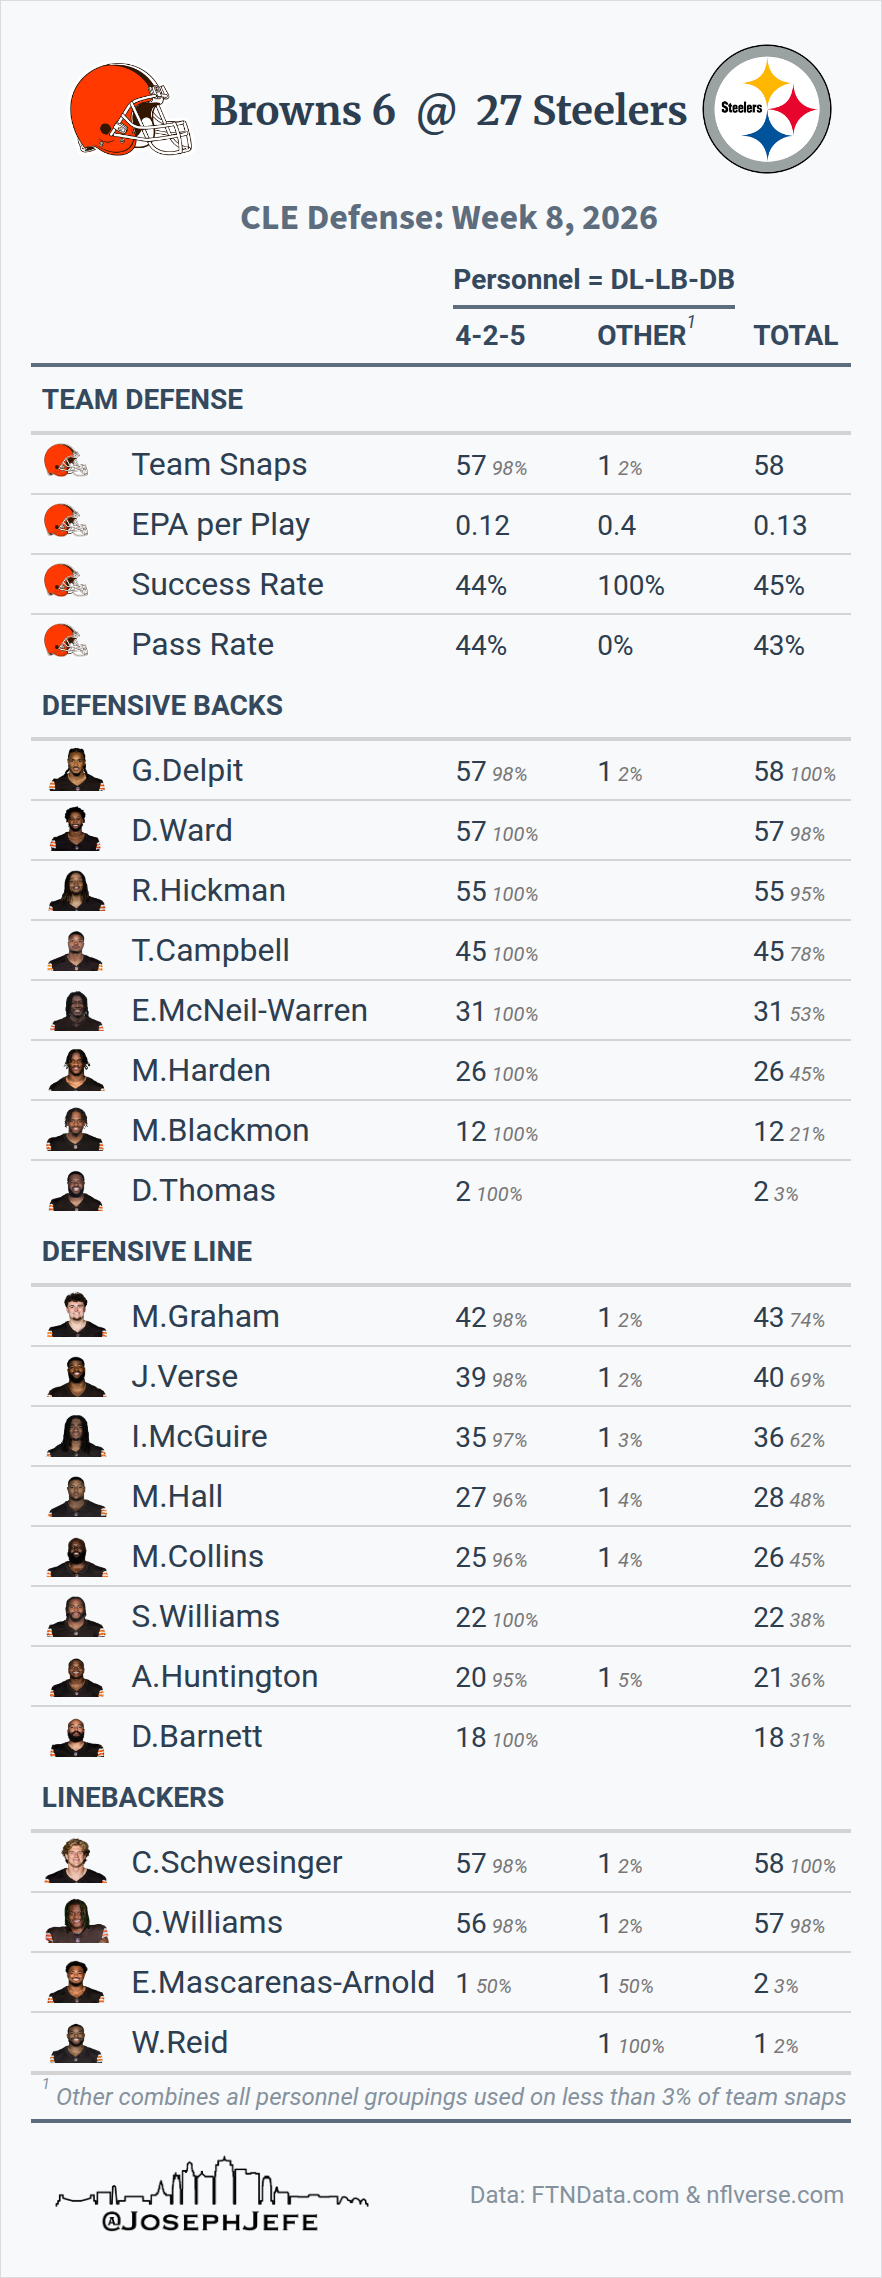 Browns 6 @ 27 Steelers
Steelers
CLE Defense: Week 8, 2026
Personnel = DL-LB-DB
4-2-5 OTHER¹ TOTAL
TEAM DEFENSE
Team Snaps 57 98% 1 2% 58
EPA per Play 0.12 0.4 0.13
Success Rate 44% 100% 45%
Pass Rate 44% 0% 43%
DEFENSIVE BACKS
G.Delpit 57 98% 1 2% 58 100%
D.Ward 57 100% 57 98%
R.Hickman 55 100% 55 95%
T.Campbell 45 100% 45 78%
E.McNeil-Warren 31 100% 31 53%
M.Harden 26 100% 26 45%
M.Blackmon 12 100% 12 21%
D.Thomas 2 100% 2 3%
DEFENSIVE LINE
M.Graham 42 98% 1 2% 43 74%
J.Verse 39 98% 1 2% 40 69%
I.McGuire 35 97% 1 3% 36 62%
M.Hall 27 96% 1 4% 28 48%
M.Collins 25 96% 1 4% 26 45%
S.Williams 22 100% 22 38%
A.Huntington 20 95% 1 5% 21 36%
D.Barnett 18 100% 18 31%
LINEBACKERS
C.Schwesinger 57 98% 1 2% 58 100%
Q.Williams 56 98% 1 2% 57 98%
E.Mascarenas-Arnold 1 50% 1 50% 2 3%
W.Reid 1 100% 1 2%
¹ Other combines all personnel groupings used on less than 3% of team snaps
@JOSEPHJEFE
Data: FTNData.com & nflverse.com